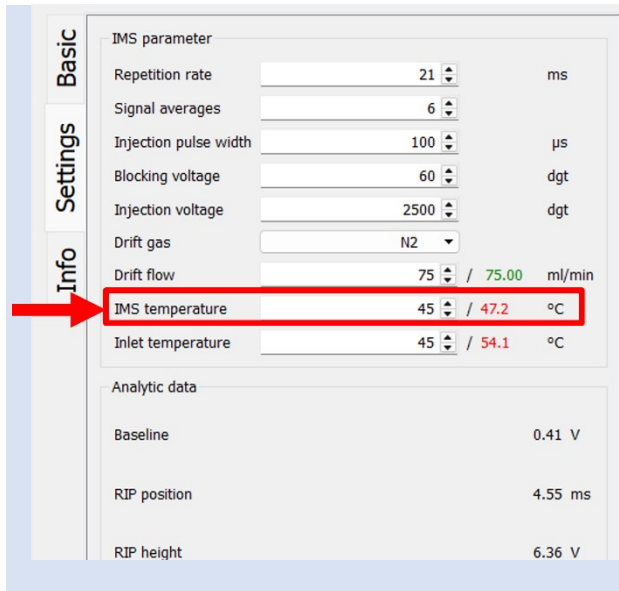 Basic
Settings
Info
IMS parameter
Repetition rate 21 ms
Signal averages 6
Injection pulse width 100 µs
Blocking voltage 60 dgt
Injection voltage 2500 dgt
Drift gas N2
Drift flow 75 / 75.00 ml/min
IMS temperature 45 / 47.2 °C
Inlet temperature 45 / 54.1 °C
Analytic data
Baseline 0.41 V
RIP position 4.55 ms
RIP height 6.36 V